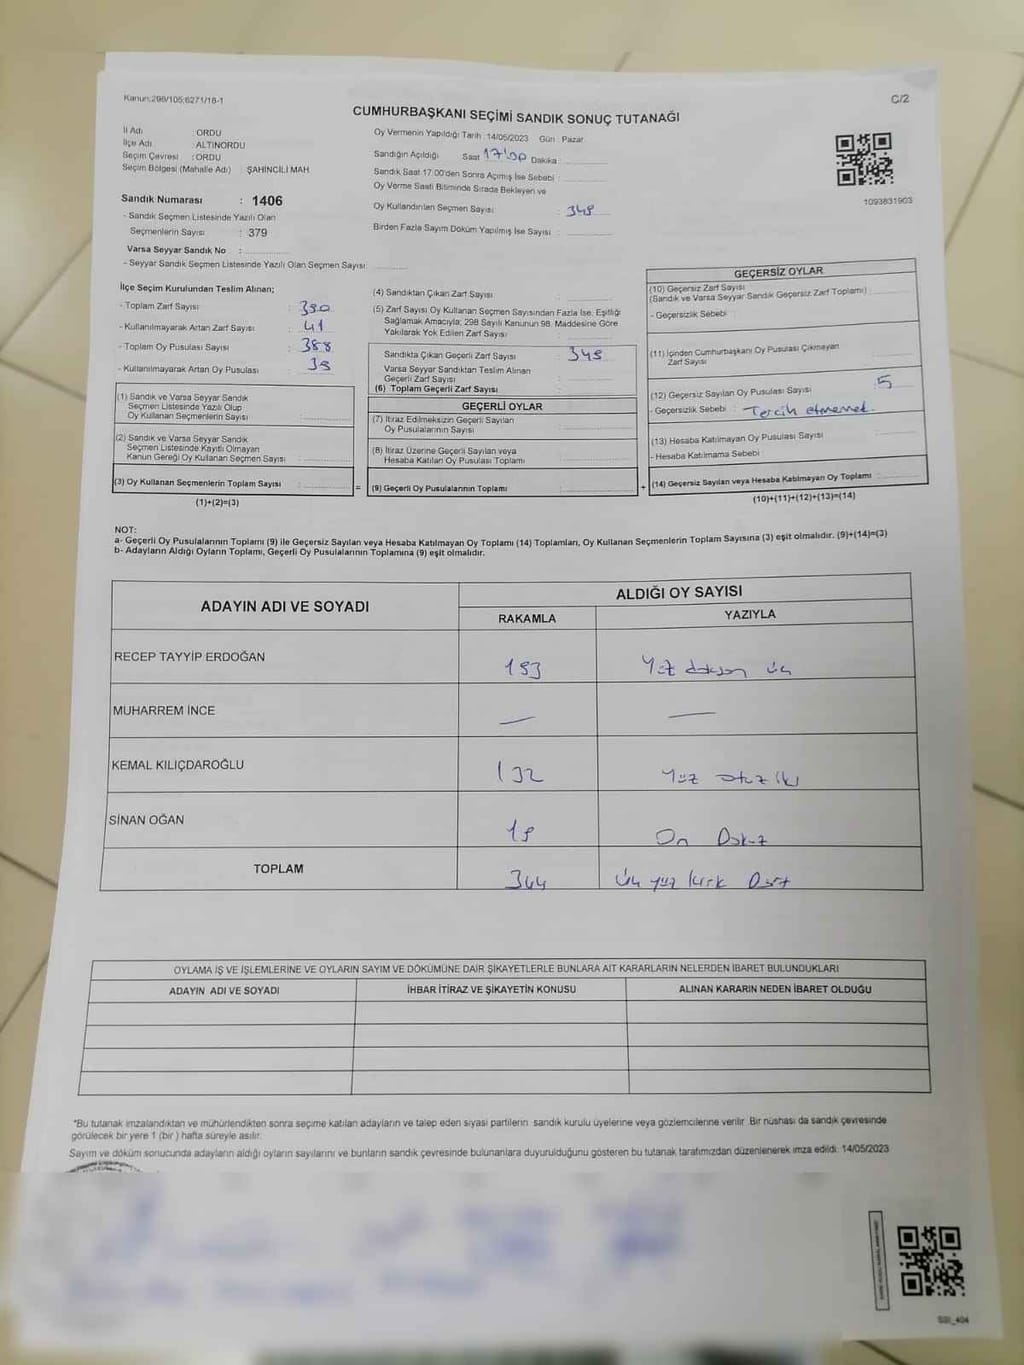 Kanun;298/105;6271/18-1
C/2
CUMHURBAŞKANI SEÇİMİ SANDIK SONUÇ TUTANAĞI
İl Adı : ORDU
İlçe Adı : ALTINORDU
Seçim Çevresi : ORDU
Seçim Bölgesi (Mahalle Adı) : ŞAHİNCİLİ MAH
Sandık Numarası : 1406
- Sandık Seçmen Listesinde Yazılı Olan
Seçmenlerin Sayısı : 379
Varsa Seyyar Sandık No :
- Seyyar Sandık Seçmen Listesinde Yazılı Olan Seçmen Sayısı:
Oy Vermenin Yapıldığı Tarih :14/05/2023 Gün : Pazar
Sandığın Açıldığı Saat 17:00 Dakika
Sandık Saat 17.00'den Sonra Açılmış İse Sebebi :
Oy Verme Saati Bitiminde Sırada Bekleyen ve
Oy Kullandırılan Seçmen Sayısı : 349
Birden Fazla Sayım Döküm Yapılmış İse Sayısı :
1093831903
İlçe Seçim Kurulundan Teslim Alınan;
- Toplam Zarf Sayısı : 390
- Kullanılmayarak Artan Zarf Sayısı : 41
- Toplam Oy Pusulası Sayısı : 388
- Kullanılmayarak Artan Oy Pusulası : 39
(1) Sandık ve Varsa Seyyar Sandık
Seçmen Listesinde Yazılı Olup
Oy Kullanan Seçmenlerin Sayısı :
(2) Sandık ve Varsa Seyyar Sandık
Seçmen Listesinde Kayıtlı Olmayan
Kanun Gereği Oy Kullanan Seçmen Sayısı :
(3) Oy Kullanan Seçmenlerin Toplam Sayısı :
(1)+(2)=(3)
(4) Sandıktan Çıkan Zarf Sayısı :
(5) Zarf Sayısı Oy Kullanan Seçmen Sayısından Fazla İse, Eşitliği
Sağlamak Amacıyla; 298 Sayılı Kanunun 98. Maddesine Göre
Yakılarak Yok Edilen Zarf Sayısı :
Sandıkta Çıkan Geçerli Zarf Sayısı : 349
Varsa Seyyar Sandıktan Teslim Alınan
Geçerli Zarf Sayısı :
(6) Toplam Geçerli Zarf Sayısı :
GEÇERLİ OYLAR
(7) İtiraz Edilmeksizin Geçerli Sayılan
Oy Pusulalarının Sayısı :
(8) İtiraz Üzerine Geçerli Sayılan veya
Hesaba Katılan Oy Pusulası Toplamı :
= (9) Geçerli Oy Pusulalarının Toplamı :
GEÇERSİZ OYLAR
(10) Geçersiz Zarf Sayısı
(Sandık ve Varsa Seyyar Sandık Geçersiz Zarf Toplamı) :
- Geçersizlik Sebebi :
(11) İçinden Cumhurbaşkanı Oy Pusulası Çıkmayan
Zarf Sayısı :
(12) Geçersiz Sayılan Oy Pusulası Sayısı : 5
- Geçersizlik Sebebi : Tercih etmemek.
(13) Hesaba Katılmayan Oy Pusulası Sayısı :
- Hesaba Katılmama Sebebi :
+ (14) Geçersiz Sayılan veya Hesaba Katılmayan Oy Toplamı :
(10)+(11)+(12)+(13)=(14)
NOT:
a- Geçerli Oy Pusulalarının Toplamı (9) ile Geçersiz Sayılan veya Hesaba Katılmayan Oy Toplamı (14) Toplamları, Oy Kullanan Seçmenlerin Toplam Sayısına (3) eşit olmalıdır. (9)+(14)=(3)
b- Adayların Aldığı Oyların Toplamı, Geçerli Oy Pusulalarının Toplamına (9) eşit olmalıdır.
ADAYIN ADI VE SOYADI ALDIĞI OY SAYISI
RAKAMLA YAZIYLA
RECEP TAYYİP ERDOĞAN 193 Yüz doksan üç
MUHARREM İNCE — —
KEMAL KILIÇDAROĞLU 132 Yüz otuz iki
SİNAN OĞAN 19 On Dokuz
TOPLAM 344 Üç yüz kırk Dört
OYLAMA İŞ VE İŞLEMLERİNE VE OYLARIN SAYIM VE DÖKÜMÜNE DAİR ŞİKAYETLERLE BUNLARA AİT KARARLARIN NELERDEN İBARET BULUNDUKLARI
ADAYIN ADI VE SOYADI İHBAR İTİRAZ VE ŞİKAYETİN KONUSU ALINAN KARARIN NEDEN İBARET OLDUĞU
"Bu tutanak imzalandıktan ve mühürlendikten sonra seçime katılan adayların ve talep eden siyasi partilerin sandık kurulu üyelerine veya gözlemcilerine verilir. Bir nüshası da sandık çevresinde
görülecek bir yere 1 (bir ) hafta süreyle asılır.
Sayım ve döküm sonucunda adayların aldığı oyların sayılarını ve bunların sandık çevresinde bulunanlara duyurulduğunu gösteren bu tutanak tarafımızdan düzenlenerek imza edildi. 14/05/2023
SSI_404